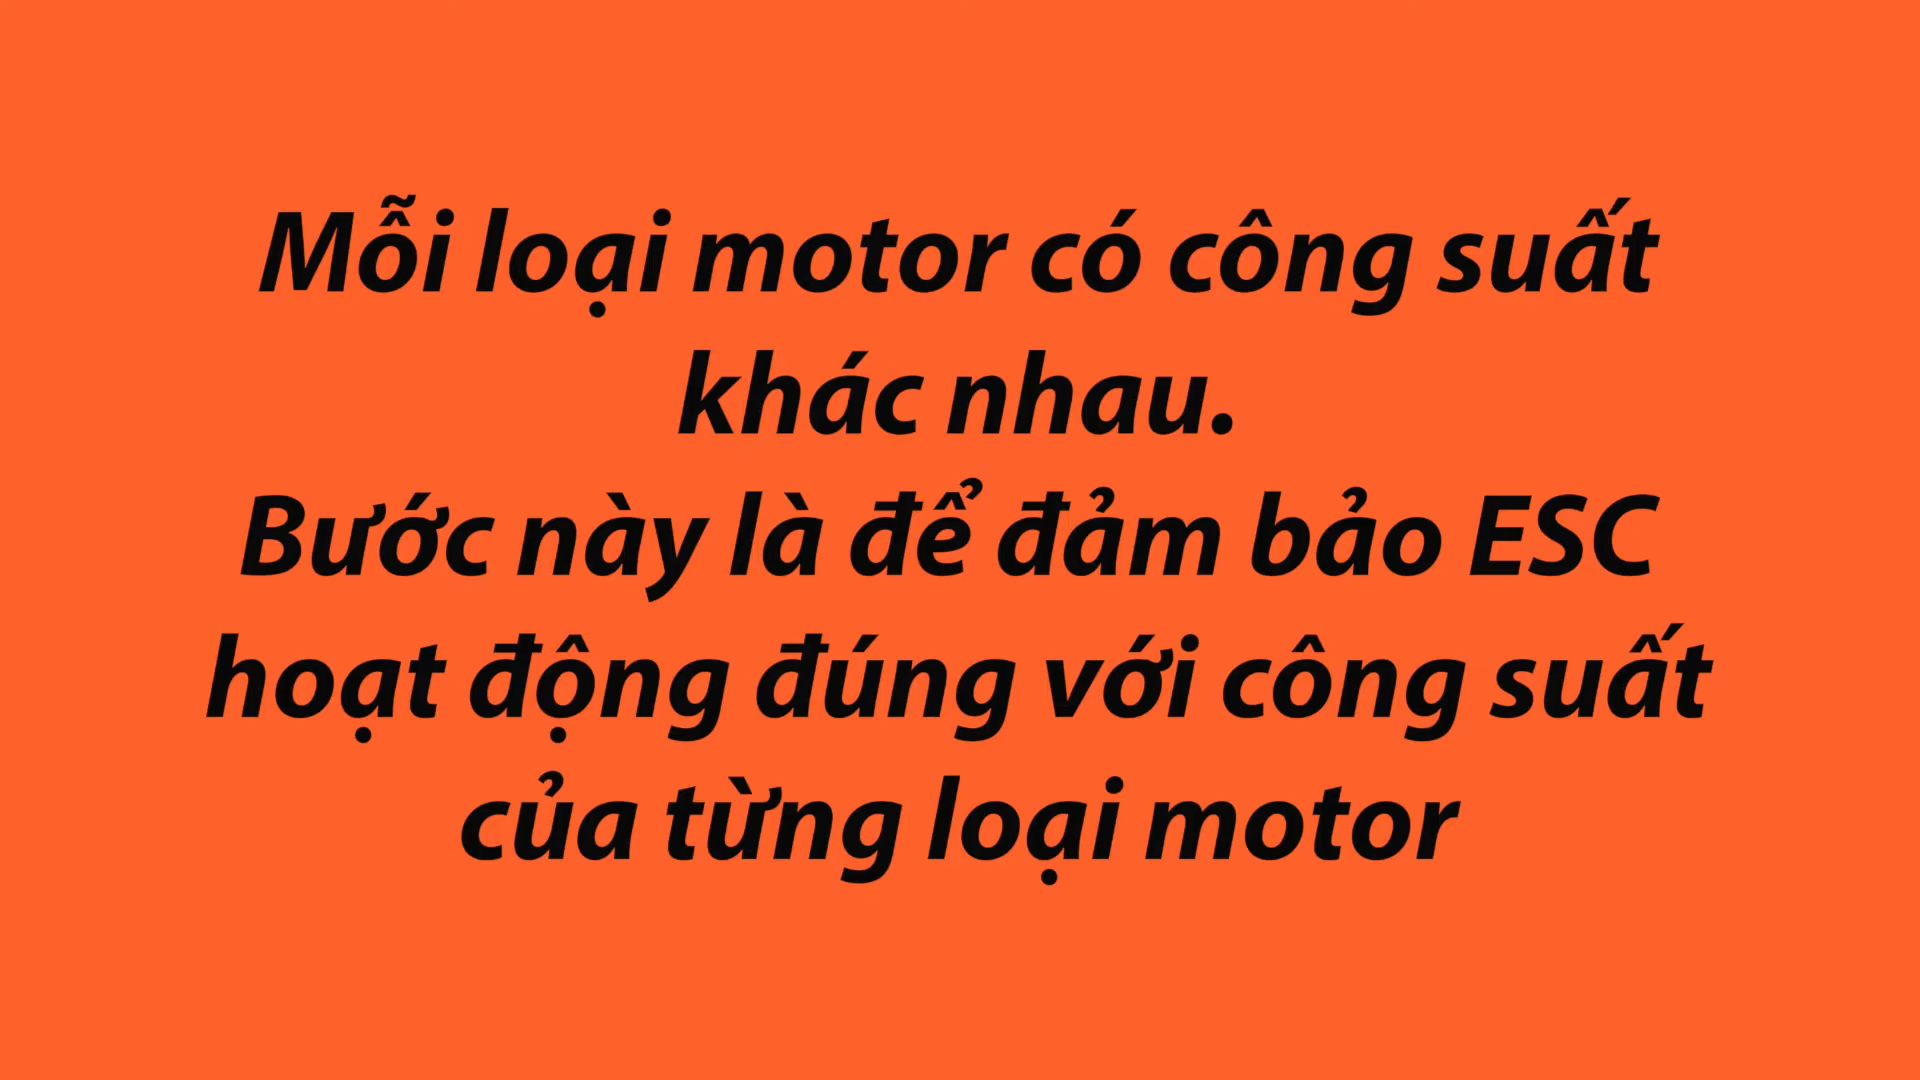 Mỗi loại motor có công suất
khác nhau.
Bước này là để đảm bảo ESC
hoạt động đúng với công suất
của từng loại motor